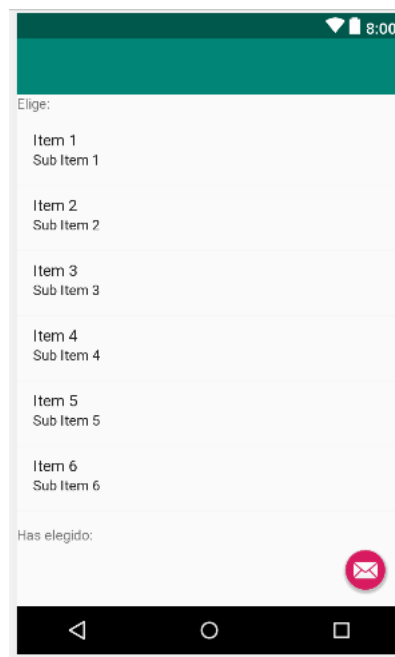 8:00
Elige:
Item 1
Sub Item 1
Item 2
Sub Item 2
Item 3
Sub Item 3
Item 4
Sub Item 4
Item 5
Sub Item 5
Item 6
Sub Item 6
Has elegido: